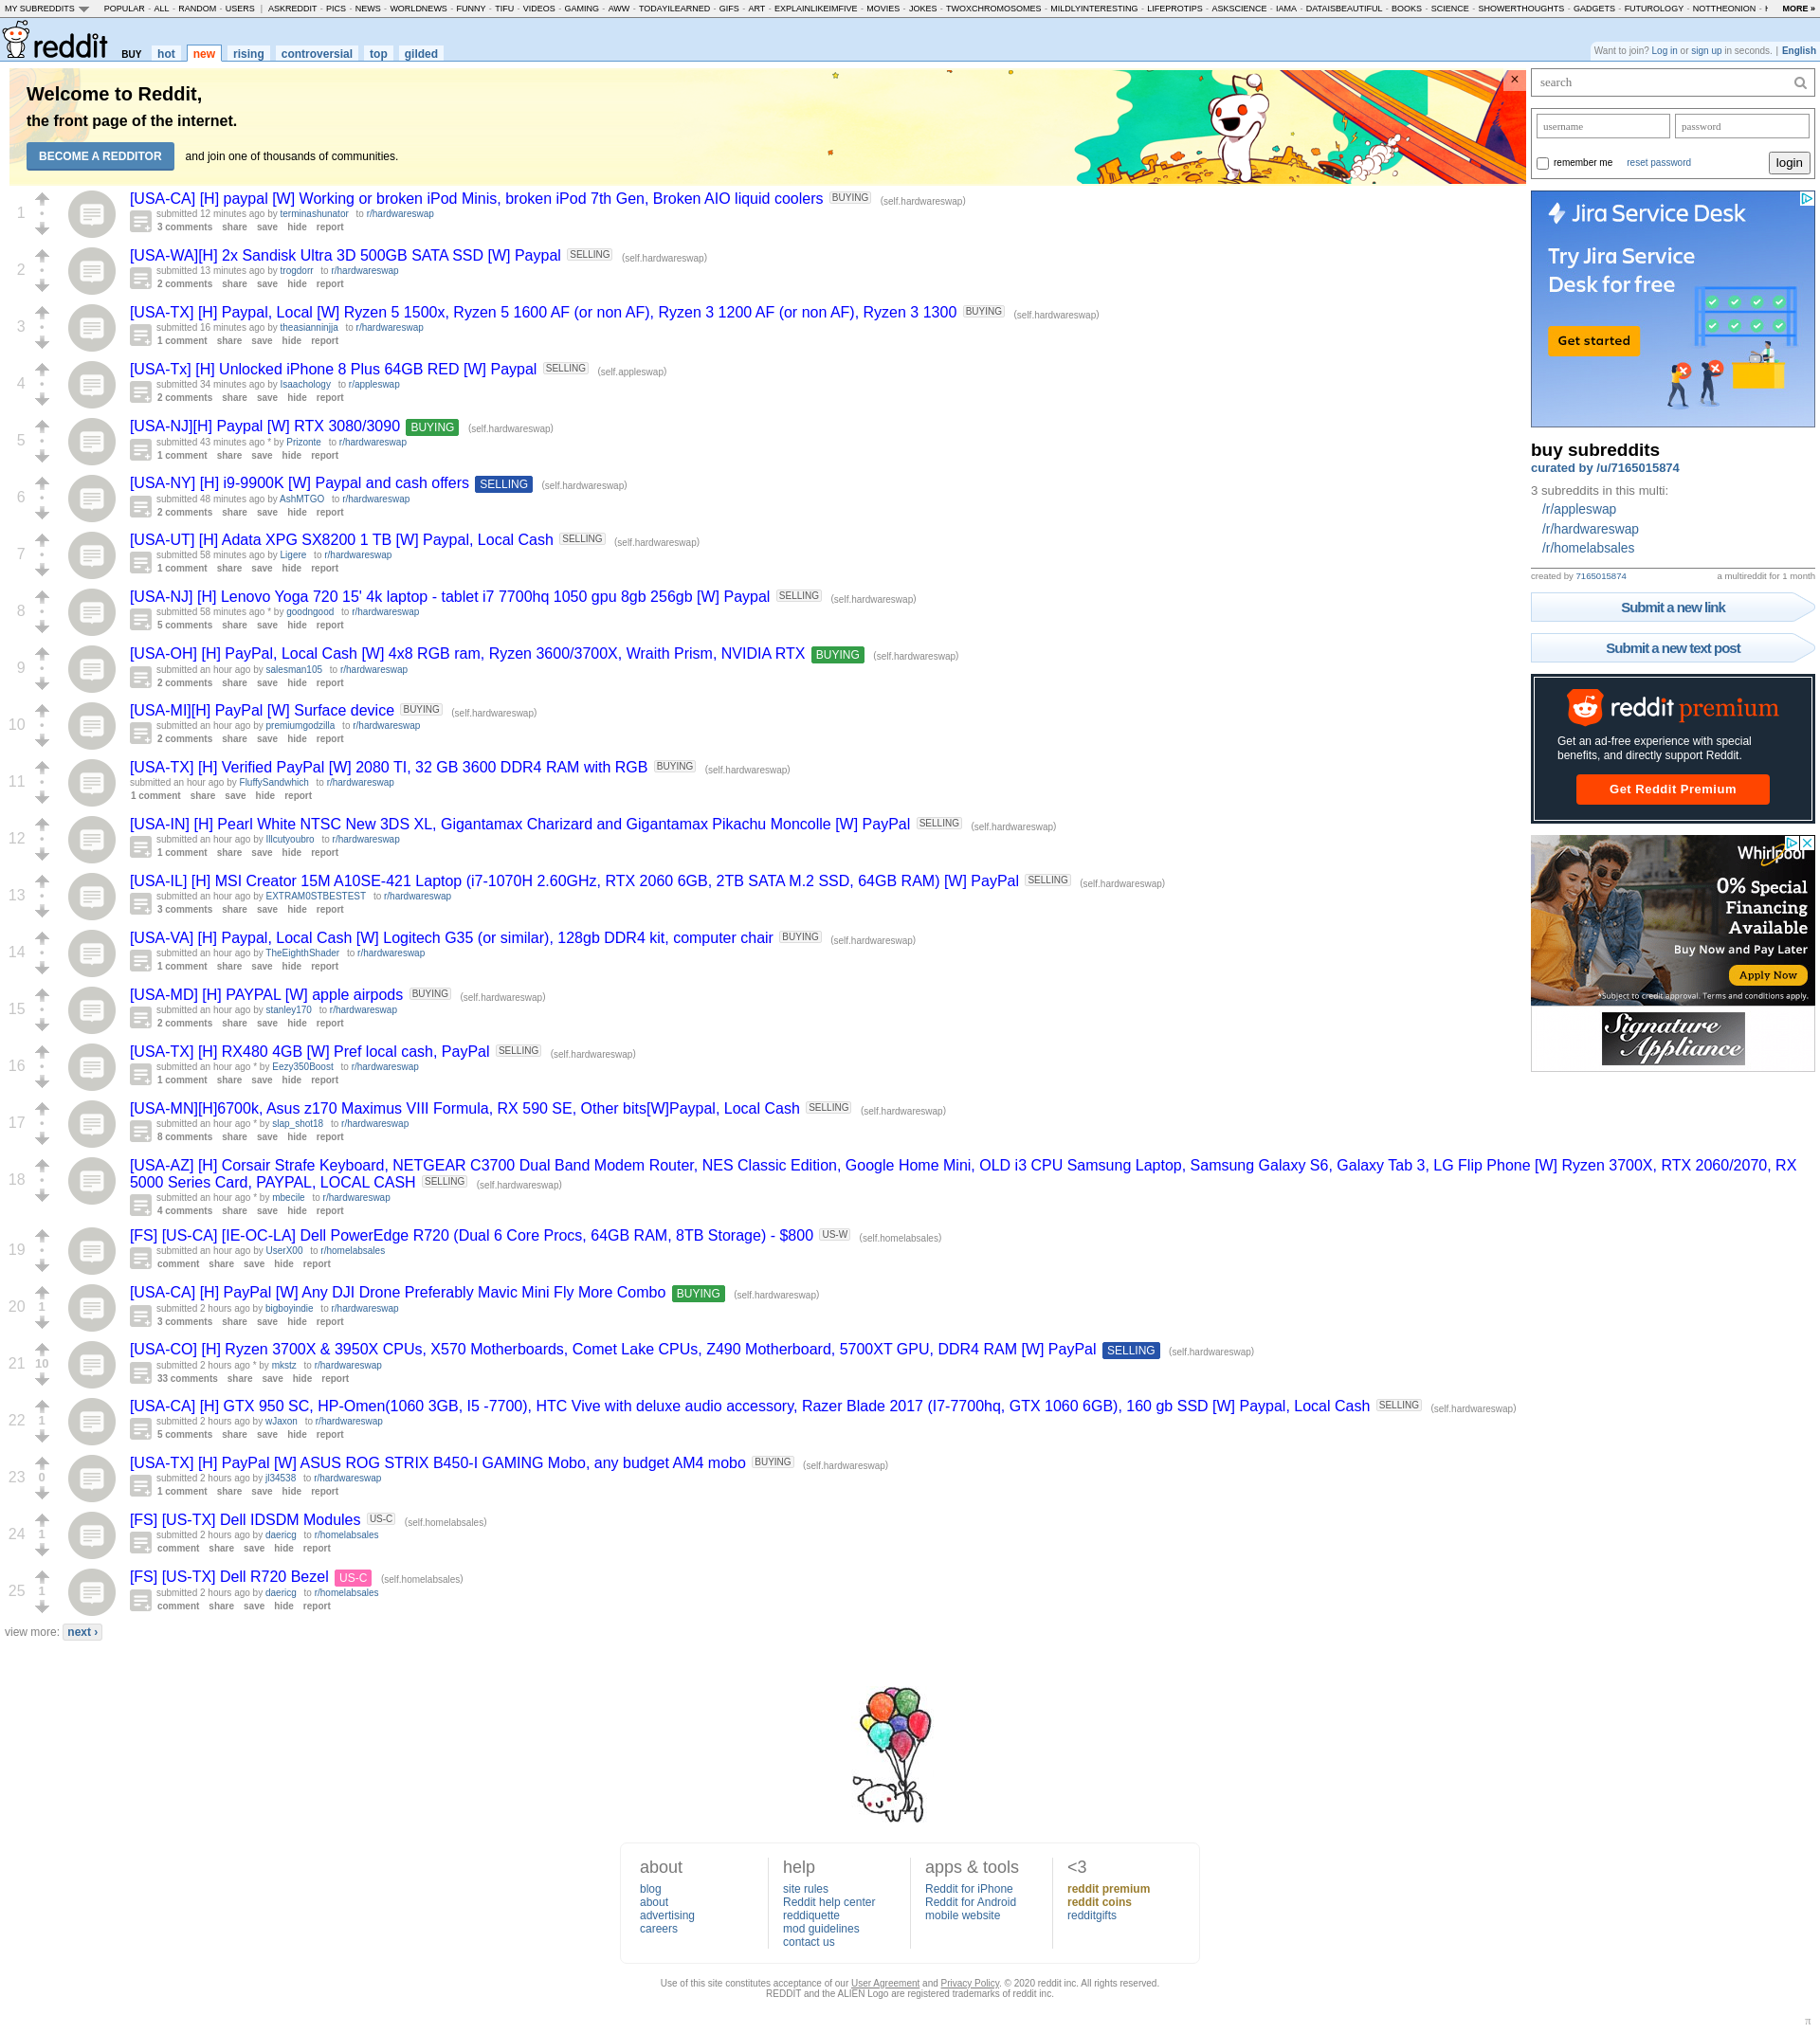 MY SUBREDDITS POPULAR - ALL - RANDOM - USERS | ASKREDDIT - PICS - NEWS - WORLDNEWS - FUNNY - TIFU - VIDEOS - GAMING - AWW - TODAYILEARNED - GIFS - ART - EXPLAINLIKEIMFIVE - MOVIES - JOKES - TWOXCHROMOSOMES - MILDLYINTERESTING - LIFEPROTIPS - ASKSCIENCE - IAMA - DATAISBEAUTIFUL - BOOKS - SCIENCE - SHOWERTHOUGHTS - GADGETS - FUTUROLOGY - NOTTHEONION - MORE »
reddit BUY hot new rising controversial top gilded
Want to join? Log in or sign up in seconds. | English
Welcome to Reddit,
the front page of the internet.
BECOME A REDDITOR and join one of thousands of communities.
×
1
[USA-CA] [H] paypal [W] Working or broken iPod Minis, broken iPod 7th Gen, Broken AIO liquid coolers BUYING (self.hardwareswap)
submitted 12 minutes ago by terminashunator to r/hardwareswap
3 comments share save hide report
2
[USA-WA][H] 2x Sandisk Ultra 3D 500GB SATA SSD [W] Paypal SELLING (self.hardwareswap)
submitted 13 minutes ago by trogdorr to r/hardwareswap
2 comments share save hide report
3
[USA-TX] [H] Paypal, Local [W] Ryzen 5 1500x, Ryzen 5 1600 AF (or non AF), Ryzen 3 1200 AF (or non AF), Ryzen 3 1300 BUYING (self.hardwareswap)
submitted 16 minutes ago by theasianninjja to r/hardwareswap
1 comment share save hide report
4
[USA-Tx] [H] Unlocked iPhone 8 Plus 64GB RED [W] Paypal SELLING (self.appleswap)
submitted 34 minutes ago by Isaachology to r/appleswap
2 comments share save hide report
5
[USA-NJ][H] Paypal [W] RTX 3080/3090 BUYING (self.hardwareswap)
submitted 43 minutes ago * by Prizonte to r/hardwareswap
1 comment share save hide report
6
[USA-NY] [H] i9-9900K [W] Paypal and cash offers SELLING (self.hardwareswap)
submitted 48 minutes ago by AshMTGO to r/hardwareswap
2 comments share save hide report
7
[USA-UT] [H] Adata XPG SX8200 1 TB [W] Paypal, Local Cash SELLING (self.hardwareswap)
submitted 58 minutes ago by Ligere to r/hardwareswap
1 comment share save hide report
8
[USA-NJ] [H] Lenovo Yoga 720 15' 4k laptop - tablet i7 7700hq 1050 gpu 8gb 256gb [W] Paypal SELLING (self.hardwareswap)
submitted 58 minutes ago * by goodngood to r/hardwareswap
5 comments share save hide report
9
[USA-OH] [H] PayPal, Local Cash [W] 4x8 RGB ram, Ryzen 3600/3700X, Wraith Prism, NVIDIA RTX BUYING (self.hardwareswap)
submitted an hour ago by salesman105 to r/hardwareswap
2 comments share save hide report
10
[USA-MI][H] PayPal [W] Surface device BUYING (self.hardwareswap)
submitted an hour ago by premiumgodzilla to r/hardwareswap
2 comments share save hide report
11
[USA-TX] [H] Verified PayPal [W] 2080 TI, 32 GB 3600 DDR4 RAM with RGB BUYING (self.hardwareswap)
submitted an hour ago by FluffySandwhich to r/hardwareswap
1 comment share save hide report
12
[USA-IN] [H] Pearl White NTSC New 3DS XL, Gigantamax Charizard and Gigantamax Pikachu Moncolle [W] PayPal SELLING (self.hardwareswap)
submitted an hour ago by Illcutyoubro to r/hardwareswap
1 comment share save hide report
13
[USA-IL] [H] MSI Creator 15M A10SE-421 Laptop (i7-1070H 2.60GHz, RTX 2060 6GB, 2TB SATA M.2 SSD, 64GB RAM) [W] PayPal SELLING (self.hardwareswap)
submitted an hour ago by EXTRAM0STBESTEST to r/hardwareswap
3 comments share save hide report
14
[USA-VA] [H] Paypal, Local Cash [W] Logitech G35 (or similar), 128gb DDR4 kit, computer chair BUYING (self.hardwareswap)
submitted an hour ago by TheEighthShader to r/hardwareswap
1 comment share save hide report
15
[USA-MD] [H] PAYPAL [W] apple airpods BUYING (self.hardwareswap)
submitted an hour ago by stanley170 to r/hardwareswap
2 comments share save hide report
16
[USA-TX] [H] RX480 4GB [W] Pref local cash, PayPal SELLING (self.hardwareswap)
submitted an hour ago * by Eezy350Boost to r/hardwareswap
1 comment share save hide report
17
[USA-MN][H]6700k, Asus z170 Maximus VIII Formula, RX 590 SE, Other bits[W]Paypal, Local Cash SELLING (self.hardwareswap)
submitted an hour ago * by slap_shot18 to r/hardwareswap
8 comments share save hide report
18
[USA-AZ] [H] Corsair Strafe Keyboard, NETGEAR C3700 Dual Band Modem Router, NES Classic Edition, Google Home Mini, OLD i3 CPU Samsung Laptop, Samsung Galaxy S6, Galaxy Tab 3, LG Flip Phone [W] Ryzen 3700X, RTX 2060/2070, RX
5000 Series Card, PAYPAL, LOCAL CASH SELLING (self.hardwareswap)
submitted an hour ago * by mbecile to r/hardwareswap
4 comments share save hide report
19
[FS] [US-CA] [IE-OC-LA] Dell PowerEdge R720 (Dual 6 Core Procs, 64GB RAM, 8TB Storage) - $800 US-W (self.homelabsales)
submitted an hour ago by UserX00 to r/homelabsales
comment share save hide report
20 1
[USA-CA] [H] PayPal [W] Any DJI Drone Preferably Mavic Mini Fly More Combo BUYING (self.hardwareswap)
submitted 2 hours ago by bigboyindie to r/hardwareswap
3 comments share save hide report
21 10
[USA-CO] [H] Ryzen 3700X & 3950X CPUs, X570 Motherboards, Comet Lake CPUs, Z490 Motherboard, 5700XT GPU, DDR4 RAM [W] PayPal SELLING (self.hardwareswap)
submitted 2 hours ago * by mkstz to r/hardwareswap
33 comments share save hide report
22 1
[USA-CA] [H] GTX 950 SC, HP-Omen(1060 3GB, I5 -7700), HTC Vive with deluxe audio accessory, Razer Blade 2017 (I7-7700hq, GTX 1060 6GB), 160 gb SSD [W] Paypal, Local Cash SELLING (self.hardwareswap)
submitted 2 hours ago by wJaxon to r/hardwareswap
5 comments share save hide report
23 0
[USA-TX] [H] PayPal [W] ASUS ROG STRIX B450-I GAMING Mobo, any budget AM4 mobo BUYING (self.hardwareswap)
submitted 2 hours ago by jl34538 to r/hardwareswap
1 comment share save hide report
24 1
[FS] [US-TX] Dell IDSDM Modules US-C (self.homelabsales)
submitted 2 hours ago by daericg to r/homelabsales
comment share save hide report
25 1
[FS] [US-TX] Dell R720 Bezel US-C (self.homelabsales)
submitted 2 hours ago by daericg to r/homelabsales
comment share save hide report
view more: next ›
search
username password
remember me reset password login
Jira Service Desk
Try Jira Service
Desk for free
Get started
buy subreddits
curated by /u/7165015874
3 subreddits in this multi:
/r/appleswap
/r/hardwareswap
/r/homelabsales
created by 7165015874 a multireddit for 1 month
Submit a new link
Submit a new text post
reddit premium
Get an ad-free experience with special
benefits, and directly support Reddit.
Get Reddit Premium
Whirlpool
0% Special
Financing
Available
Buy Now and Pay Later
Apply Now
*Subject to credit approval. Terms and conditions apply.
Signature
Appliance
about
blog
about
advertising
careers
help
site rules
Reddit help center
reddiquette
mod guidelines
contact us
apps & tools
Reddit for iPhone
Reddit for Android
mobile website
<3
reddit premium
reddit coins
redditgifts
Use of this site constitutes acceptance of our User Agreement and Privacy Policy. © 2020 reddit inc. All rights reserved.
REDDIT and the ALIEN Logo are registered trademarks of reddit inc.
π